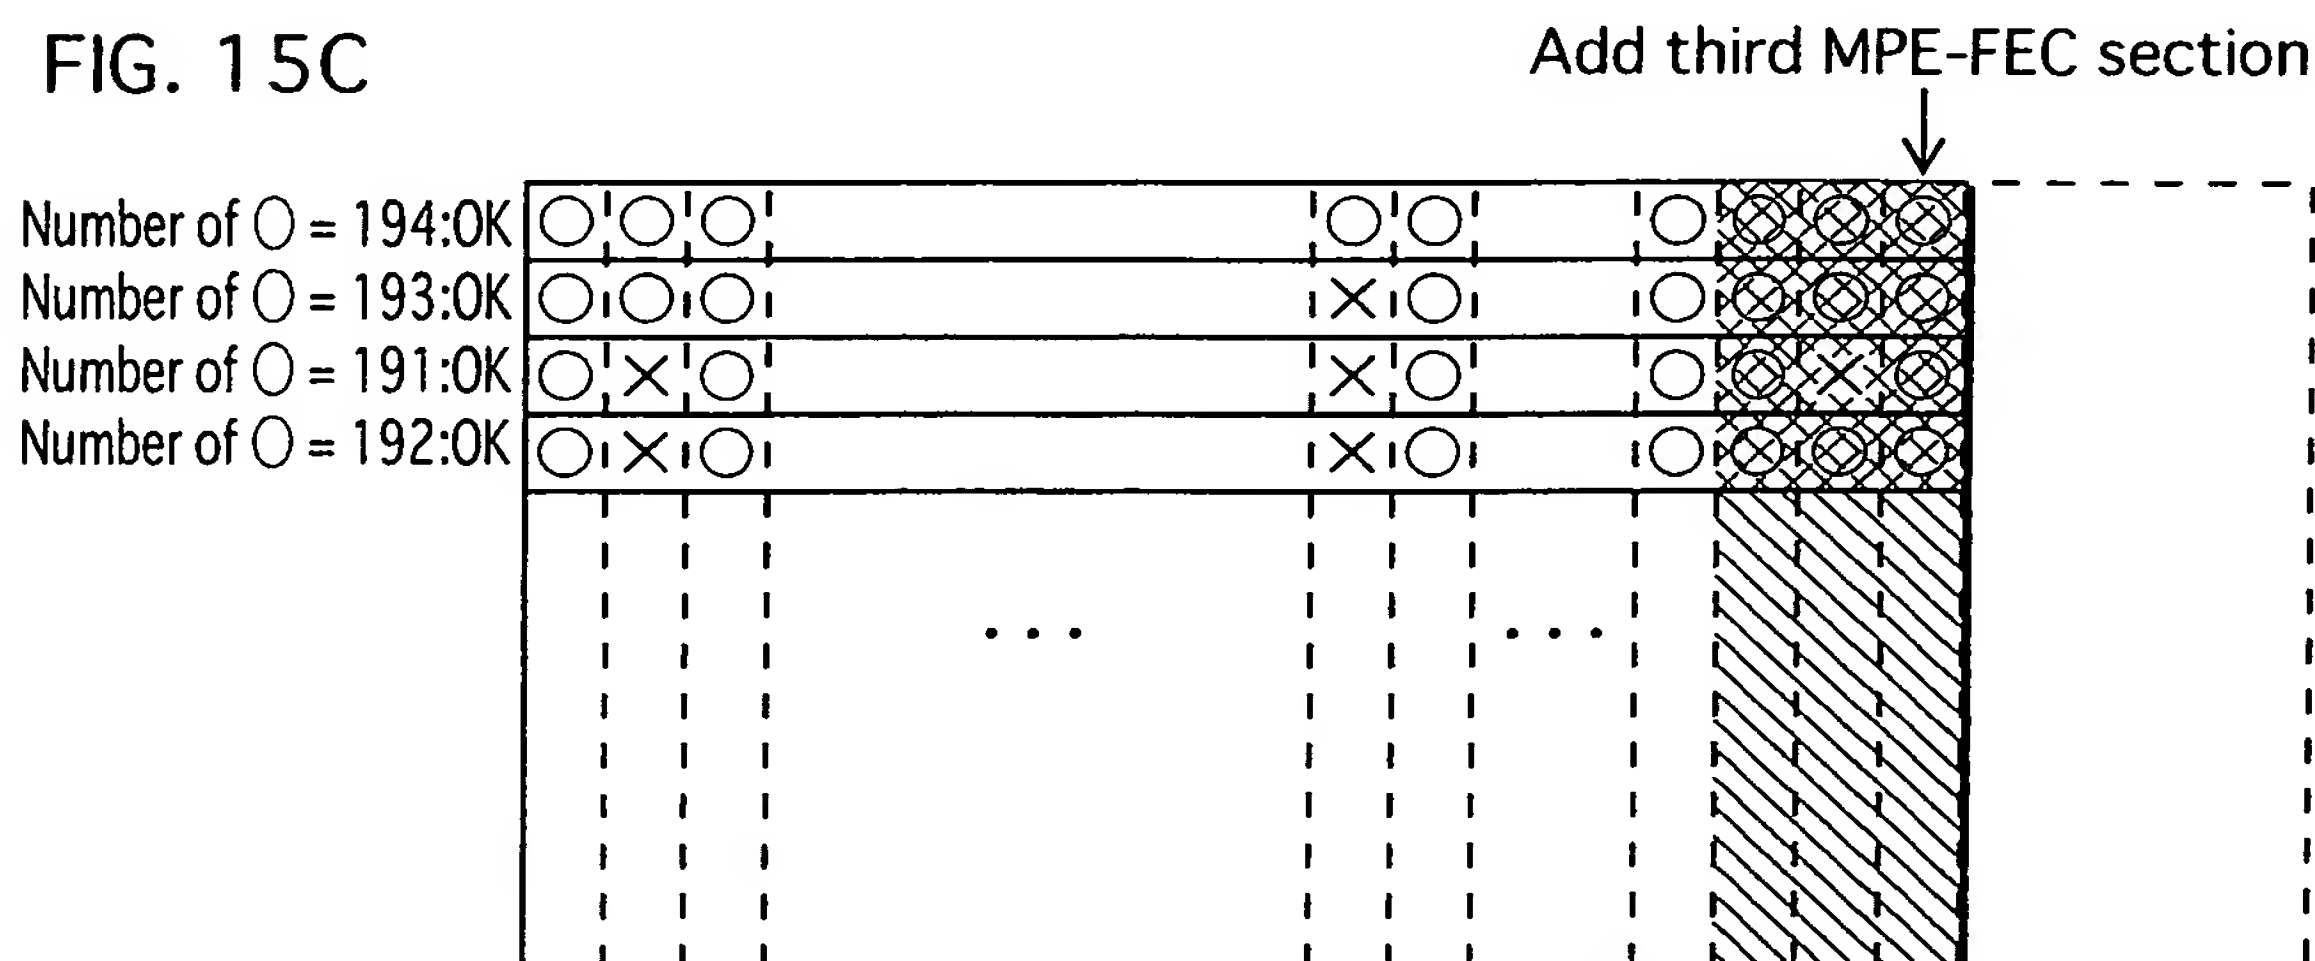 FIG. 15C
Add third MPE-FEC section
Number of ○ = 194:OK
Number of ○ = 193:OK
Number of ○ = 191:OK
Number of ○ = 192:OK